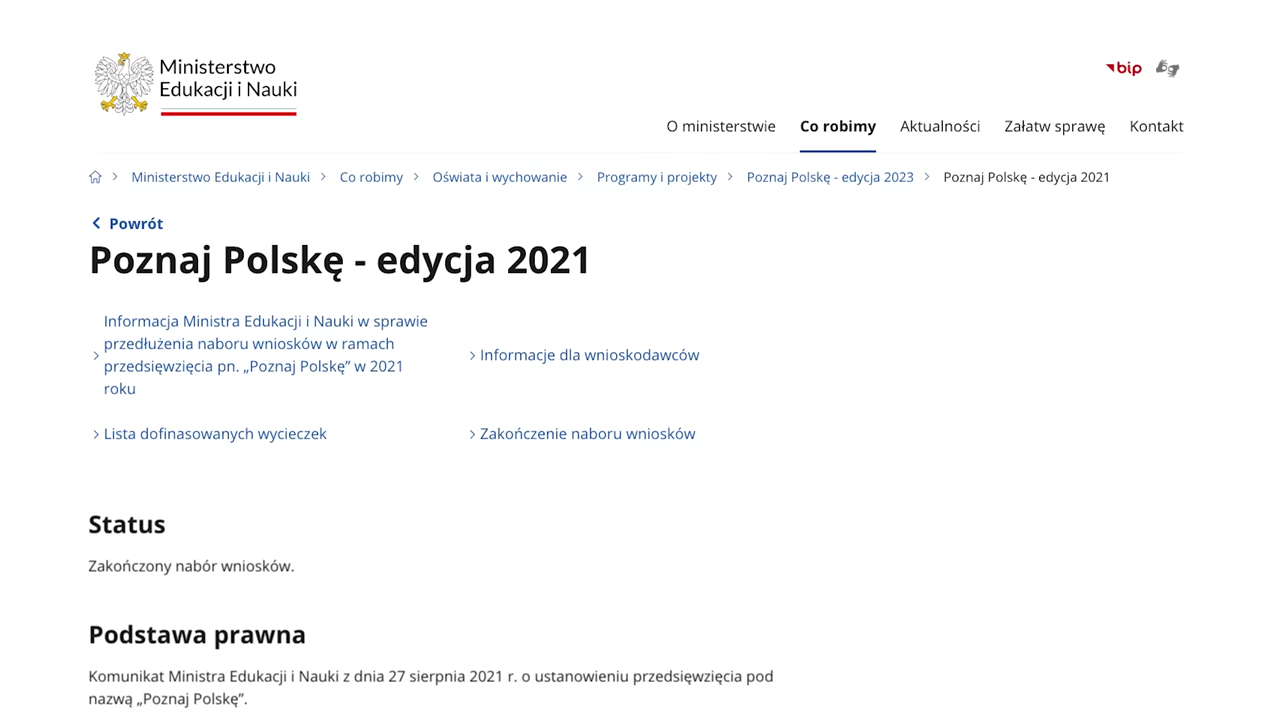 Ministerstwo
Edukacji i Nauki
bip
O ministerstwie Co robimy Aktualności Załatw sprawę Kontakt
Ministerstwo Edukacji i Nauki Co robimy Oświata i wychowanie Programy i projekty Poznaj Polskę - edycja 2023 Poznaj Polskę - edycja 2021
Powrót
Poznaj Polskę - edycja 2021
Informacja Ministra Edukacji i Nauki w sprawie
przedłużenia naboru wniosków w ramach
przedsięwzięcia pn. „Poznaj Polskę” w 2021
roku
Informacje dla wnioskodawców
Lista dofinasowanych wycieczek
Zakończenie naboru wniosków
Status
Zakończony nabór wniosków.
Podstawa prawna
Komunikat Ministra Edukacji i Nauki z dnia 27 sierpnia 2021 r. o ustanowieniu przedsięwzięcia pod
nazwą „Poznaj Polskę”.